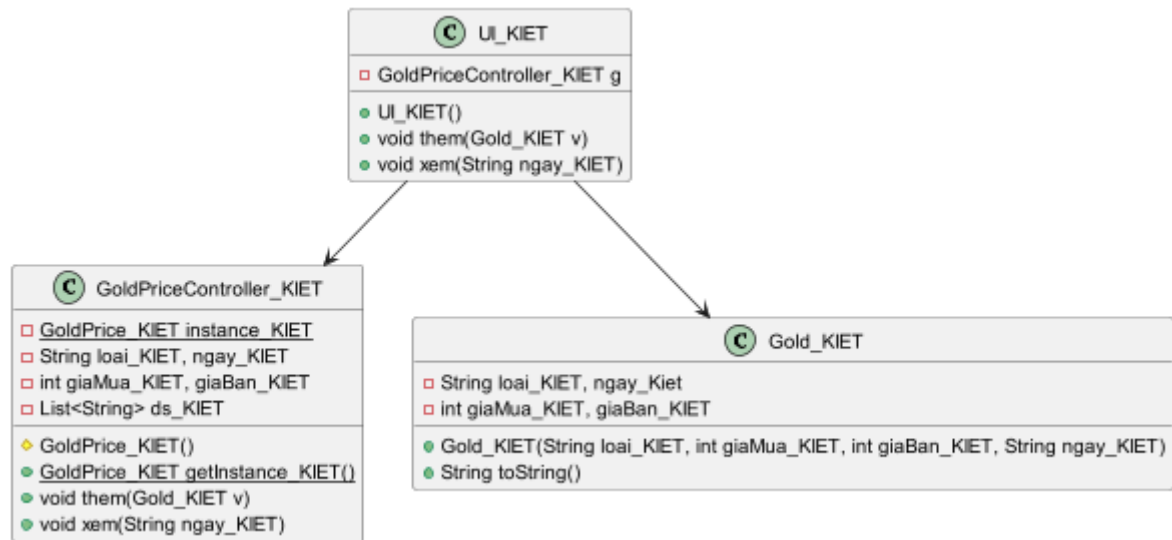 C UI_KIET
GoldPriceController_KIET g
UI_KIET()
void them(Gold_KIET v)
void xem(String ngay_KIET)
C GoldPriceController_KIET
GoldPrice_KIET instance_KIET
String loai_KIET, ngay_KIET
int giaMua_KIET, giaBan_KIET
List<String> ds_KIET
GoldPrice_KIET()
GoldPrice_KIET getInstance_KIET()
void them(Gold_KIET v)
void xem(String ngay_KIET)
C Gold_KIET
String loai_KIET, ngay_Kiet
int giaMua_KIET, giaBan_KIET
Gold_KIET(String loai_KIET, int giaMua_KIET, int giaBan_KIET, String ngay_KIET)
String toString()